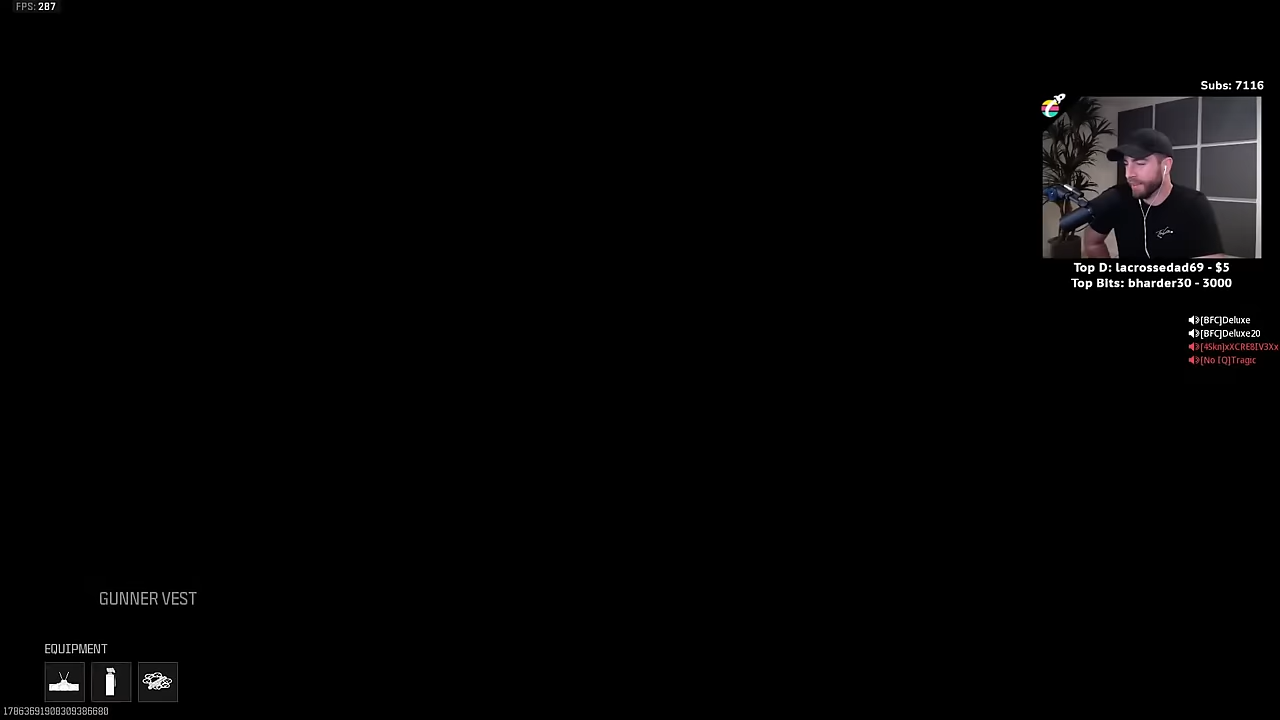 FPS: 287
Subs: 7116
Top D: lacrossedad69 - $5
Top Bits: bharder30 - 3000
[BFC]Deluxe
[BFC]Deluxe20
[No IQ]Tragic
GUNNER VEST
EQUIPMENT